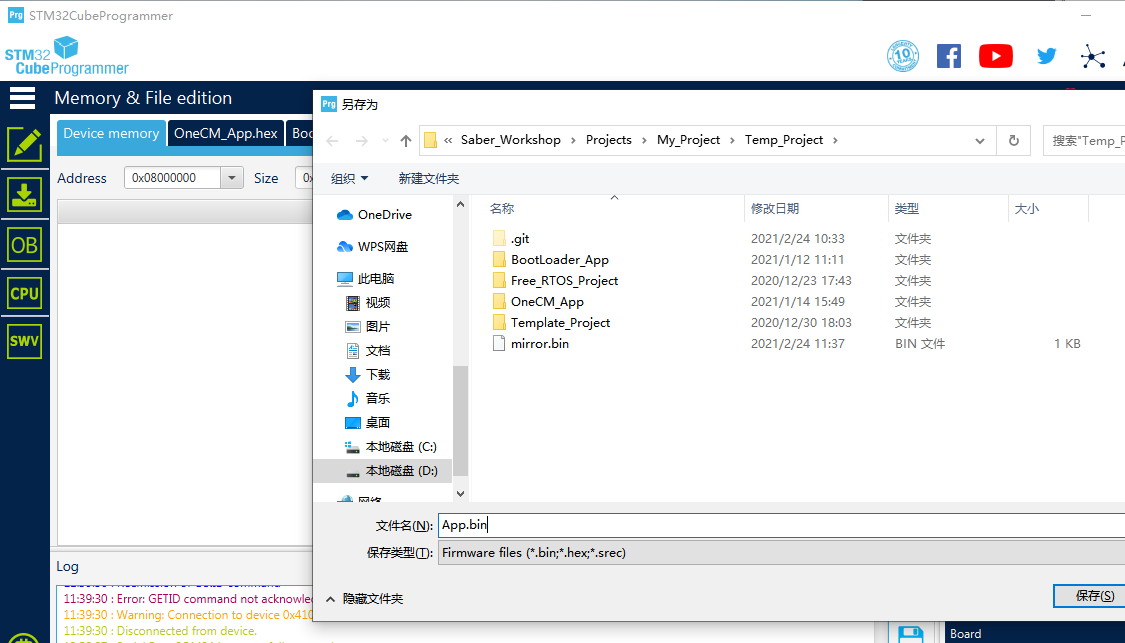 Prg STM32CubeProgrammer
STM32
CubeProgrammer
10
YEARS
Memory & File edition
Prg 另存为
Device memory OneCM_App.hex
« Saber_Workshop › Projects › My_Project › Temp_Project ›
搜索"Temp_P
Address 0x08000000 Size 0x
组织 新建文件夹
名称 修改日期 类型 大小
OneDrive
WPS网盘
此电脑
视频
图片
文档
下载
音乐
桌面
本地磁盘 (C:)
本地磁盘 (D:)
网络
.git 2021/2/24 10:33 文件夹
BootLoader_App 2021/1/12 11:11 文件夹
Free_RTOS_Project 2020/12/23 17:43 文件夹
OneCM_App 2021/1/14 15:49 文件夹
Template_Project 2020/12/30 18:03 文件夹
mirror.bin 2021/2/24 11:37 BIN 文件 1 KB
OB
CPU
SWV
文件名(N): App.bin
保存类型(T): Firmware files (*.bin;*.hex;*.srec)
隐藏文件夹
保存(S)
Log
11:39:30 : Error: GETID command not acknowle
11:39:30 : Warning: Connection to device 0x410
11:39:30 : Disconnected from device.
Board